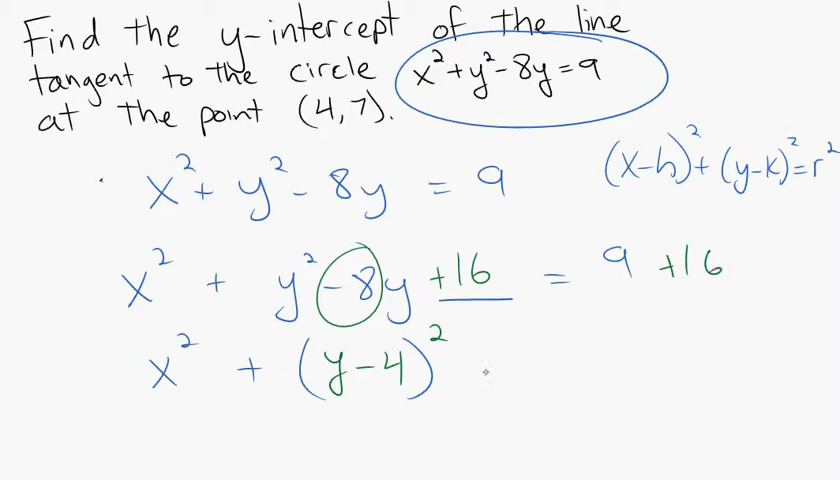 Find the y-intercept of the line
tangent to the circle x² + y² - 8y = 9
at the point (4,7).
x² + y² - 8y = 9
(x-h)² + (y-k)² = r²
x² + y² - 8y + 16 = 9 + 16
x² + (y-4)²